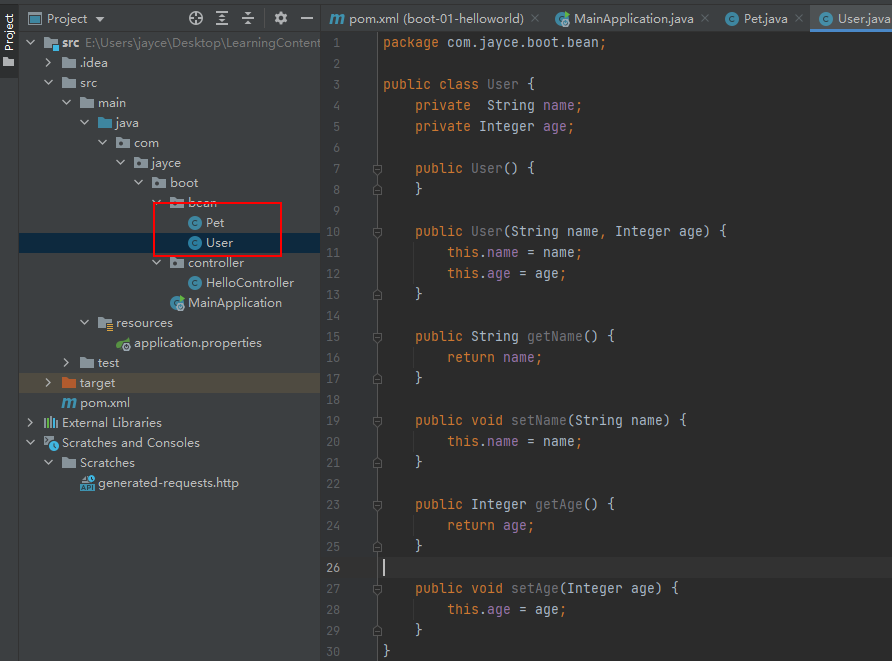 Project
Project
src E:\Users\jayce\Desktop\LearningContent
.idea
src
main
java
com
jayce
boot
bean
Pet
User
controller
HelloController
MainApplication
resources
application.properties
test
target
pom.xml
External Libraries
Scratches and Consoles
Scratches
generated-requests.http
pom.xml (boot-01-helloworld)
MainApplication.java
Pet.java
User.java
1 package com.jayce.boot.bean;
2
3 public class User {
4 private  String name;
5 private Integer age;
6
7 public User() {
8 }
9
10 public User(String name, Integer age) {
11 this.name = name;
12 this.age = age;
13 }
14
15 public String getName() {
16 return name;
17 }
18
19 public void setName(String name) {
20 this.name = name;
21 }
22
23 public Integer getAge() {
24 return age;
25 }
26
27 public void setAge(Integer age) {
28 this.age = age;
29 }
30 }